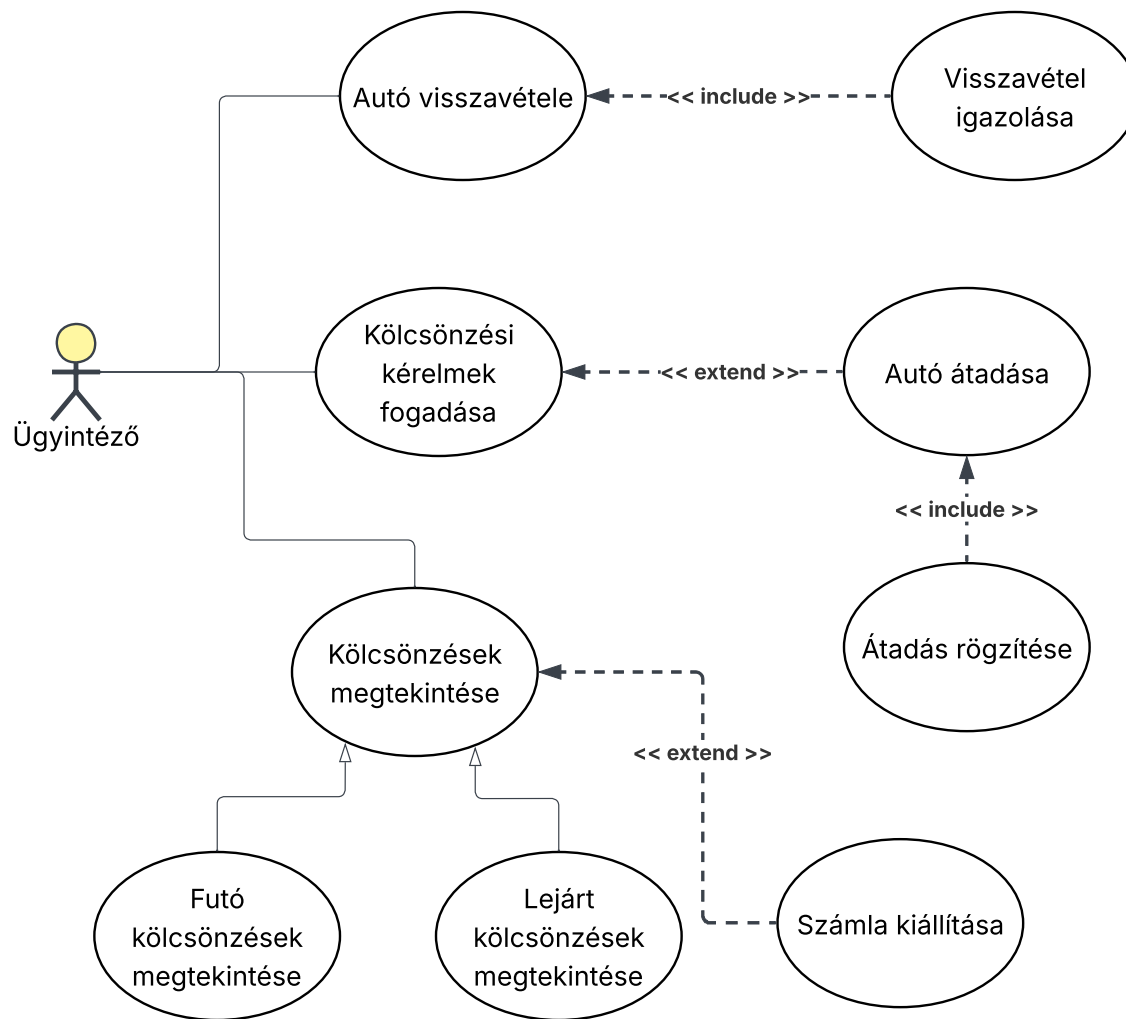 Autó visszavétele
<< include >>
Visszavétel
igazolása
Ügyintéző
Kölcsönzési
kérelmek
fogadása
<< extend >>
Autó átadása
<< include >>
Átadás rögzítése
Kölcsönzések
megtekintése
<< extend >>
Futó
kölcsönzések
megtekintése
Lejárt
kölcsönzések
megtekintése
Számla kiállítása